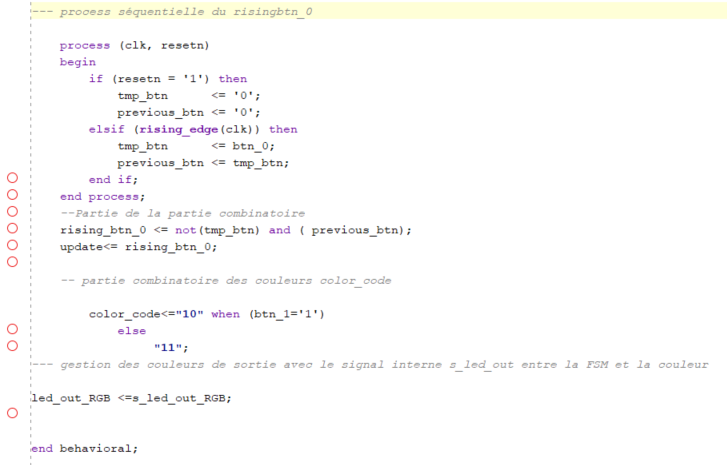 --- process séquentielle du risingbtn_0
process (clk, resetn)
begin
if (resetn = '1') then
tmp_btn <= '0';
previous_btn <= '0';
elsif (rising_edge(clk)) then
tmp_btn <= btn_0;
previous_btn <= tmp_btn;
end if;
end process;
--Partie de la partie combinatoire
rising_btn_0 <= not(tmp_btn) and ( previous_btn);
update<= rising_btn_0;
-- partie combinatoire des couleurs color_code
color_code<="10" when (btn_1='1')
else
"11";
--- gestion des couleurs de sortie avec le signal interne s_led_out entre la FSM et la couleur
led_out_RGB <=s_led_out_RGB;
end behavioral;